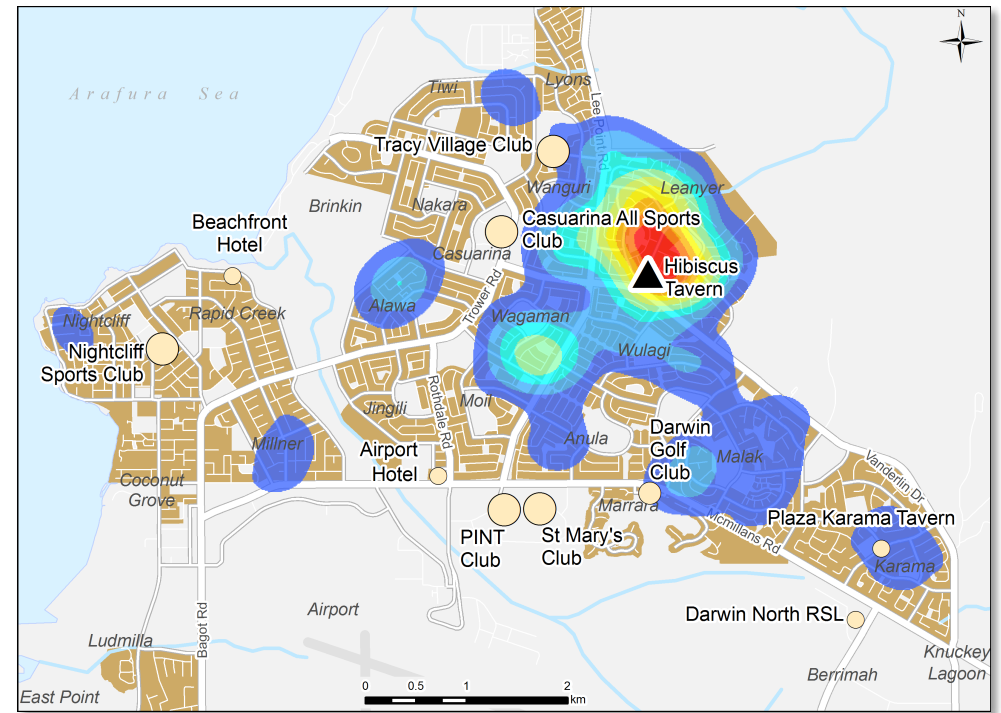 N
Arafura Sea
Tiwi
Lyons
Lee Point Rd
Tracy Village Club
Wanguri
Leanyer
Brinkin
Nakara
Beachfront
Hotel
Casuarina All Sports
Club
Casuarina
Hibiscus
Tavern
Trower Rd
Alawa
Rapid Creek
Nightcliff
Wagaman
Nightcliff
Sports Club
Wulagi
Rothdale Rd
Moil
Jingili
Millner
Anula
Darwin
Golf
Club
Malak
Airport
Hotel
Vanderlin Dr
Coconut
Grove
Marrara
Mcmillans Rd
Plaza Karama Tavern
PINT
Club
St Mary's
Club
Karama
Airport
Bagot Rd
Darwin North RSL
Ludmilla
Knuckey
Lagoon
Berrimah
East Point
0 0.5 1 2
km